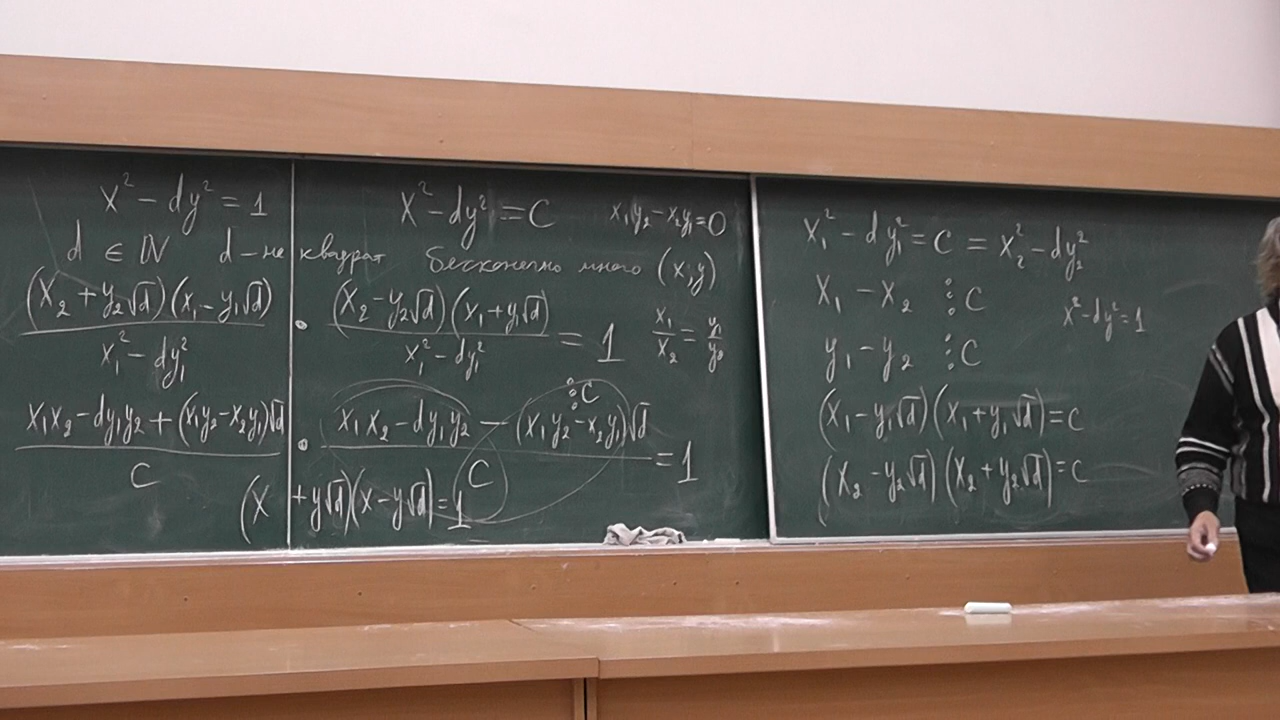 x² − dy² = 1
d ∈ ℕ d – не квадрат
(x₂ + y₂√d)(x₁ − y₁√d) / (x₁² − dy₁²) · (x₂ − y₂√d)(x₁ + y₁√d) / (x₁² − dy₁²) = 1
(x₁x₂ − dy₁y₂ + (x₁y₂ − x₂y₁)√d) / C · (x₁x₂ − dy₁y₂ − (x₁y₂ − x₂y₁)√d) / C = 1
⋮ C
(x + y√d)(x − y√d) = 1
x² − dy² = C
x₁y₂ − x₂y₁ = 0
бесконечно много (x, y)
x₁/x₂ = y₁/y₂
x₁² − dy₁² = C = x₂² − dy₂²
x₁ − x₂ ⋮ C
x² − dy² = 1
y₁ − y₂ ⋮ C
(x₁ − y₁√d)(x₁ + y₁√d) = C
(x₂ − y₂√d)(x₂ + y₂√d) = C